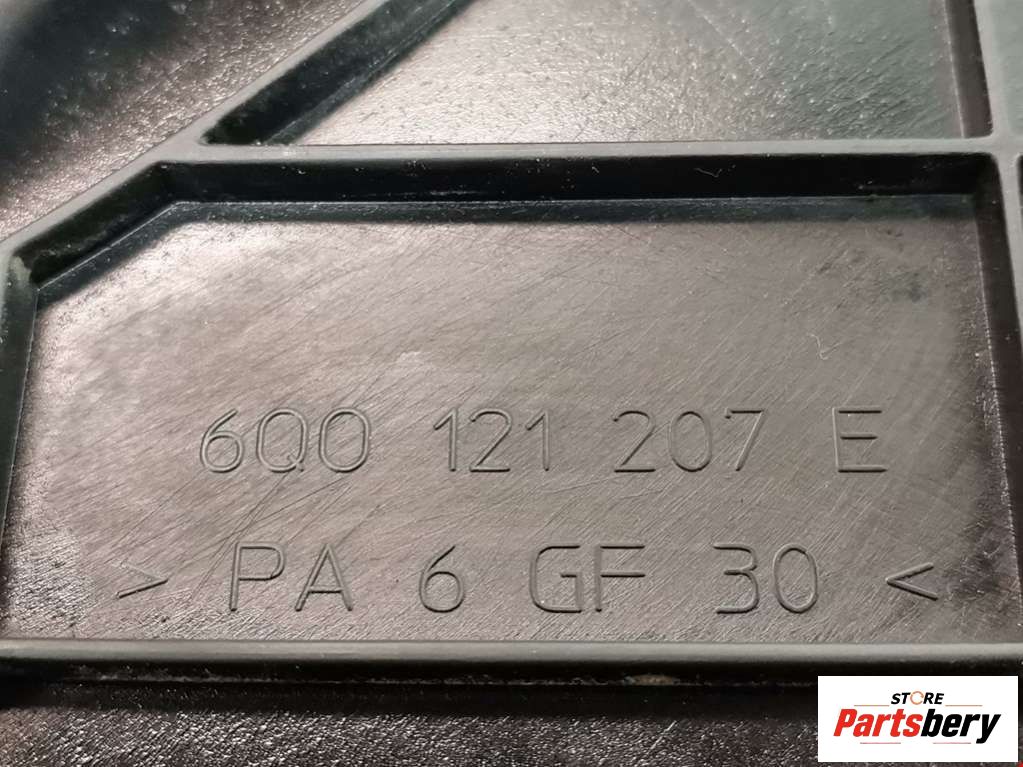 6Q0 121 207 E
> PA 6 GF 30 <
STORE
Partsbery